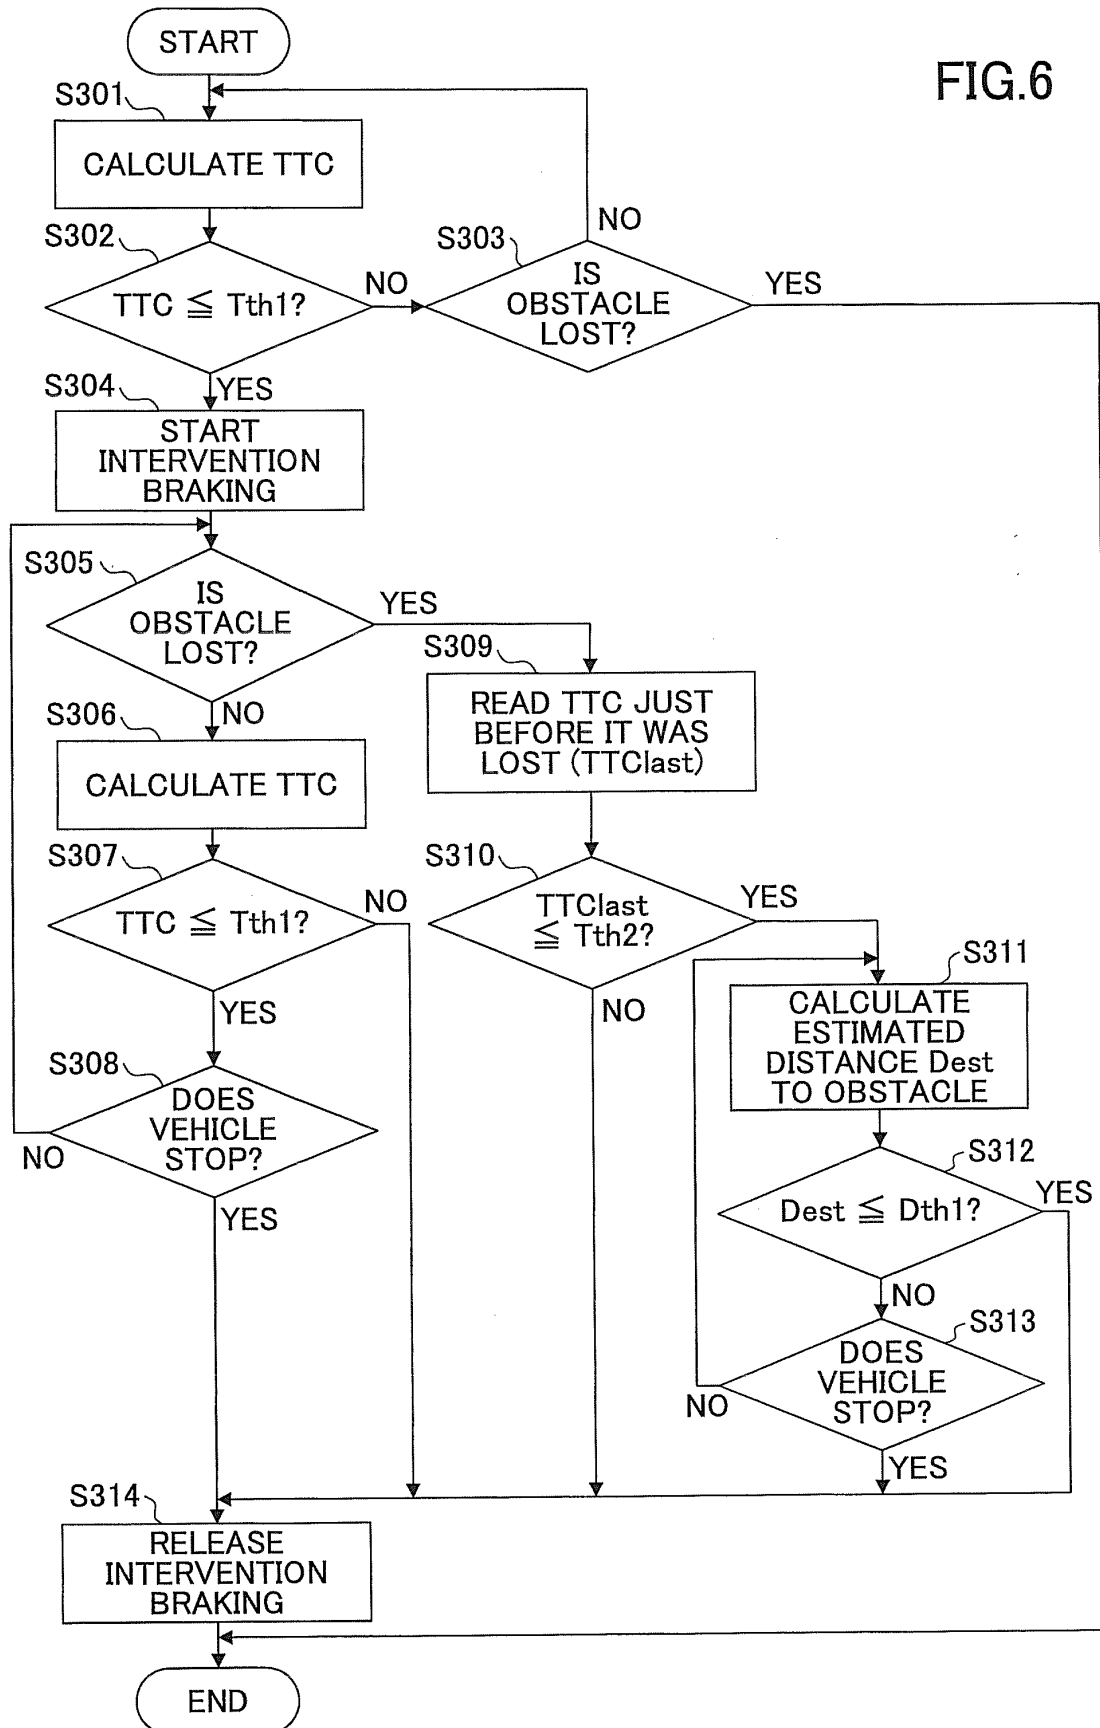 START
FIG.6
S301
CALCULATE TTC
S302
TTC ≦ Tth1?
NO
S303
IS
OBSTACLE
LOST?
NO
YES
YES
S304
START
INTERVENTION
BRAKING
S305
IS
OBSTACLE
LOST?
YES
NO
S306
CALCULATE TTC
S307
TTC ≦ Tth1?
NO
YES
S308
DOES
VEHICLE
STOP?
NO
YES
S309
READ TTC JUST
BEFORE IT WAS
LOST (TTClast)
S310
TTClast
≦ Tth2?
YES
NO
S311
CALCULATE
ESTIMATED
DISTANCE Dest
TO OBSTACLE
S312
Dest ≦ Dth1?
YES
NO
S313
DOES
VEHICLE
STOP?
NO
YES
S314
RELEASE
INTERVENTION
BRAKING
END